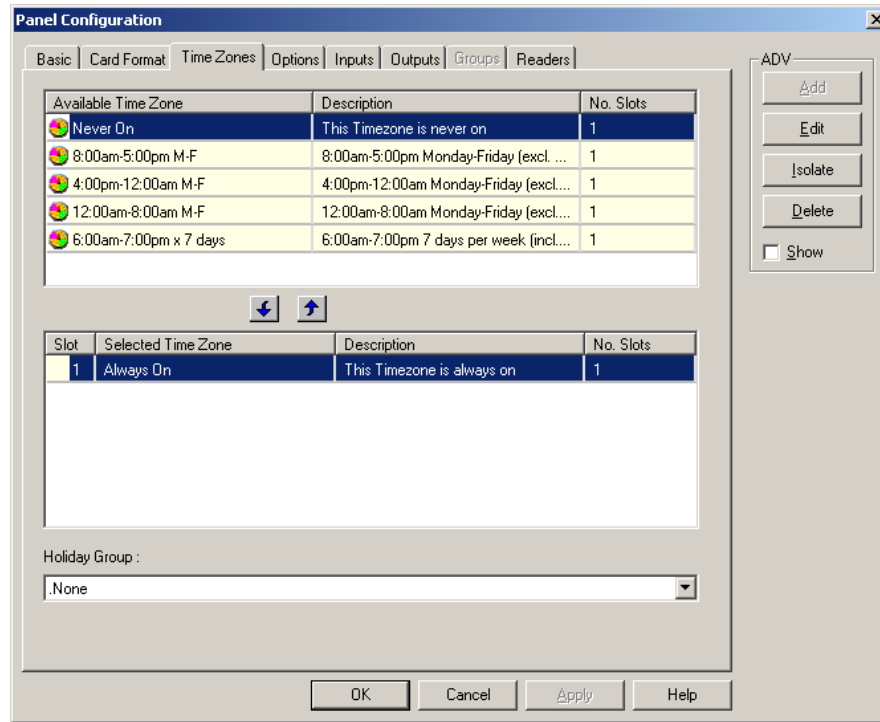 Panel Configuration
Basic Card Format Time Zones Options Inputs Outputs Groups Readers
ADV
Add
Edit
Isolate
Delete
Show
Available Time Zone Description No. Slots
Never On This Timezone is never on 1
8:00am-5:00pm M-F 8:00am-5:00pm Monday-Friday (excl. ... 1
4:00pm-12:00am M-F 4:00pm-12:00am Monday-Friday (excl.... 1
12:00am-8:00am M-F 12:00am-8:00am Monday-Friday (excl.... 1
6:00am-7:00pm x 7 days 6:00am-7:00pm 7 days per week (incl.... 1
Slot Selected Time Zone Description No. Slots
1 Always On This Timezone is always on 1
Holiday Group :
.None
OK Cancel Apply Help